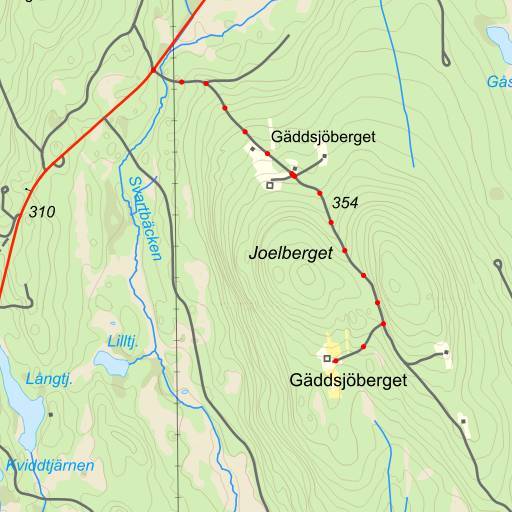 Gäddsjöberget
Svartbäcken
354
310
Joelberget
Lilltj.
Långtj.
Gäddsjöberget
Kviddtjärnen